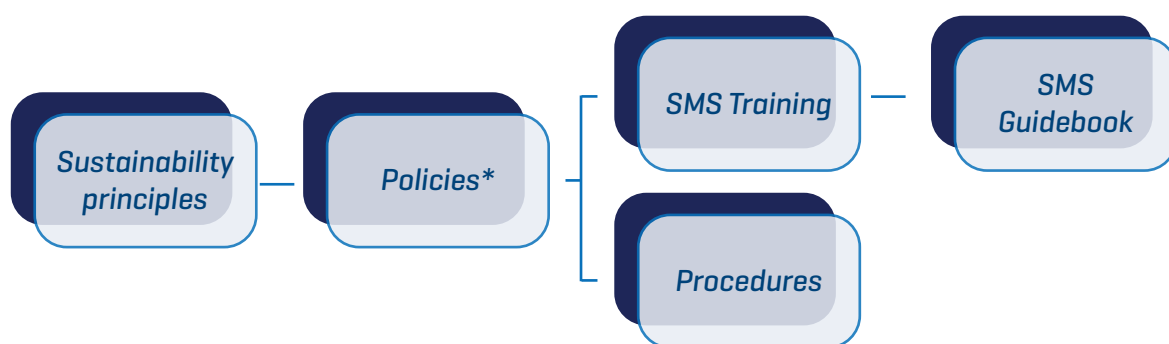 Sustainability
principles
Policies*
SMS Training
SMS
Guidebook
Procedures